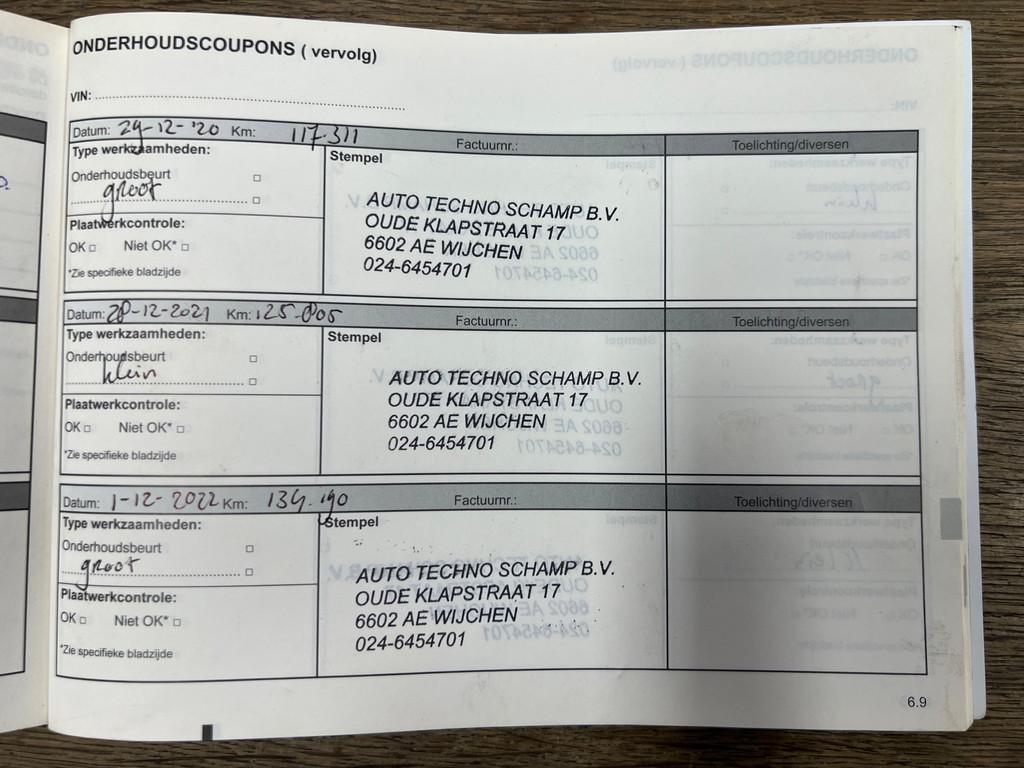 ONDERHOUDSCOUPONS ( vervolg)
VIN:
Datum: 29-12-'20 Km: 117.311 Factuurnr.: Toelichting/diversen
Type werkzaamheden:
Stempel
Onderhoudsbeurt
groot
Plaatwerkcontrole:
OK Niet OK*
*Zie specifieke bladzijde
AUTO TECHNO SCHAMP B.V.
OUDE KLAPSTRAAT 17
6602 AE WIJCHEN
024-6454701
Datum: 28-12-2021 Km: 125.805 Factuurnr.: Toelichting/diversen
Type werkzaamheden:
Stempel
Onderhoudsbeurt
klein
Plaatwerkcontrole:
OK Niet OK*
*Zie specifieke bladzijde
AUTO TECHNO SCHAMP B.V.
OUDE KLAPSTRAAT 17
6602 AE WIJCHEN
024-6454701
Datum: 1-12-2022 Km: 134.190 Factuurnr.: Toelichting/diversen
Type werkzaamheden:
Stempel
Onderhoudsbeurt
groot
Plaatwerkcontrole:
OK Niet OK*
*Zie specifieke bladzijde
AUTO TECHNO SCHAMP B.V.
OUDE KLAPSTRAAT 17
6602 AE WIJCHEN
024-6454701
6.9